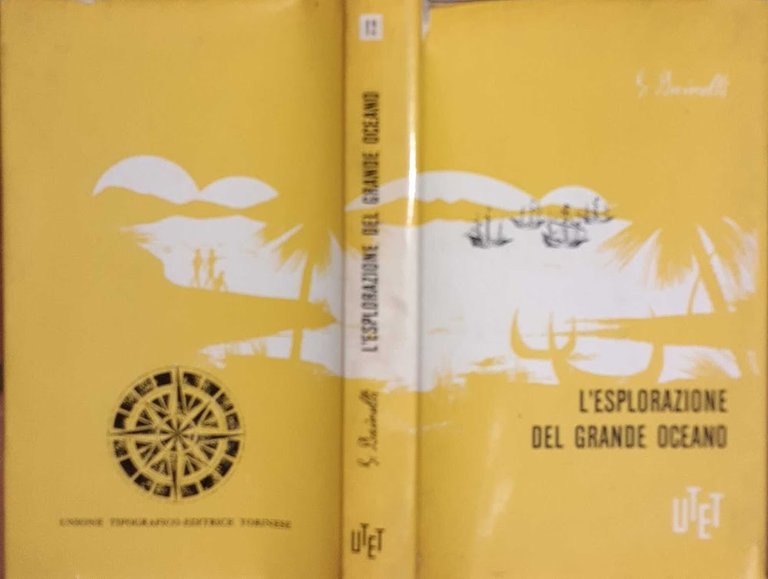 UNIONE TIPOGRAFICO-EDITRICE TORINESE
L'ESPLORAZIONE DEL GRANDE OCEANO
UTET
L'ESPLORAZIONE
DEL GRANDE OCEANO
UTET